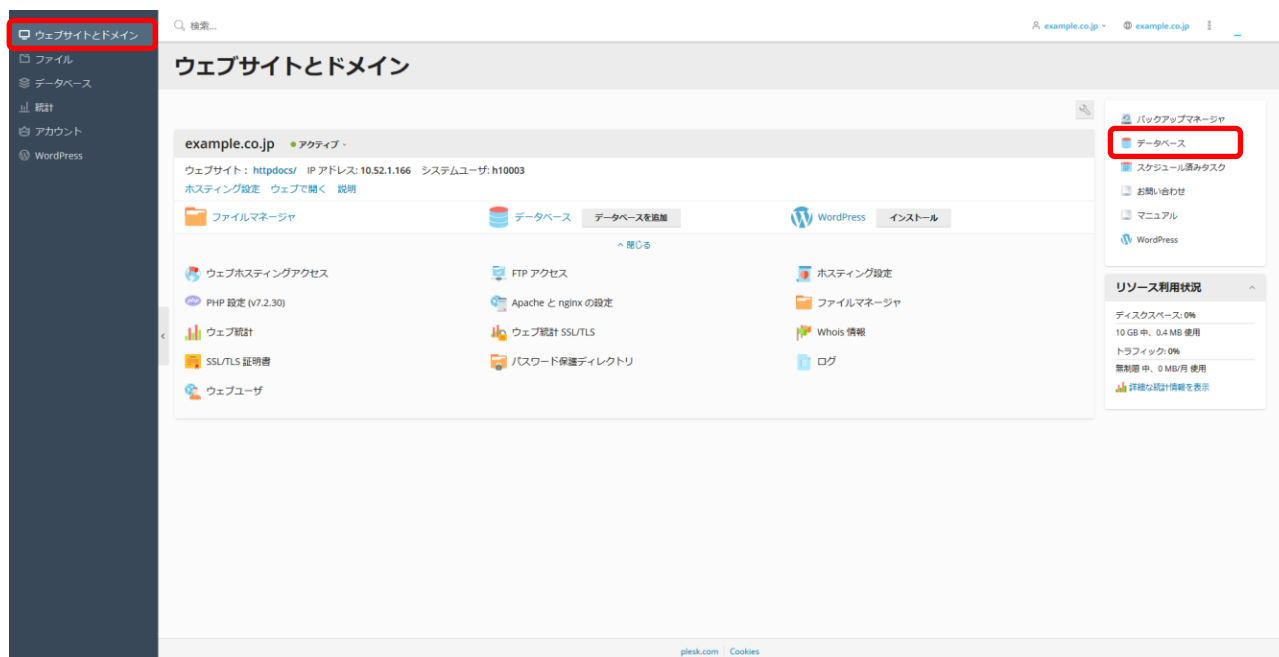 検索...
example.co.jp
example.co.jp
ウェブサイトとドメイン
ファイル
データベース
統計
アカウント
WordPress
ウェブサイトとドメイン
example.co.jp アクティブ
ウェブサイト： httpdocs/ IP アドレス: 10.52.1.166 システムユーザ: h10003
ホスティング設定 ウェブで開く 説明
ファイルマネージャ データベース データベースを追加 WordPress インストール
閉じる
ウェブホスティングアクセス FTP アクセス ホスティング設定
PHP 設定 (v7.2.30) Apache と nginx の設定 ファイルマネージャ
ウェブ統計 ウェブ統計 SSL/TLS Whois 情報
SSL/TLS 証明書 パスワード保護ディレクトリ ログ
ウェブユーザ
バックアップマネージャ
データベース
スケジュール済みタスク
お問い合わせ
マニュアル
WordPress
リソース利用状況
ディスクスペース: 0%
10 GB 中、0.4 MB 使用
トラフィック: 0%
無制限 中、0 MB/月 使用
詳細な統計情報を表示
plesk.com Cookies